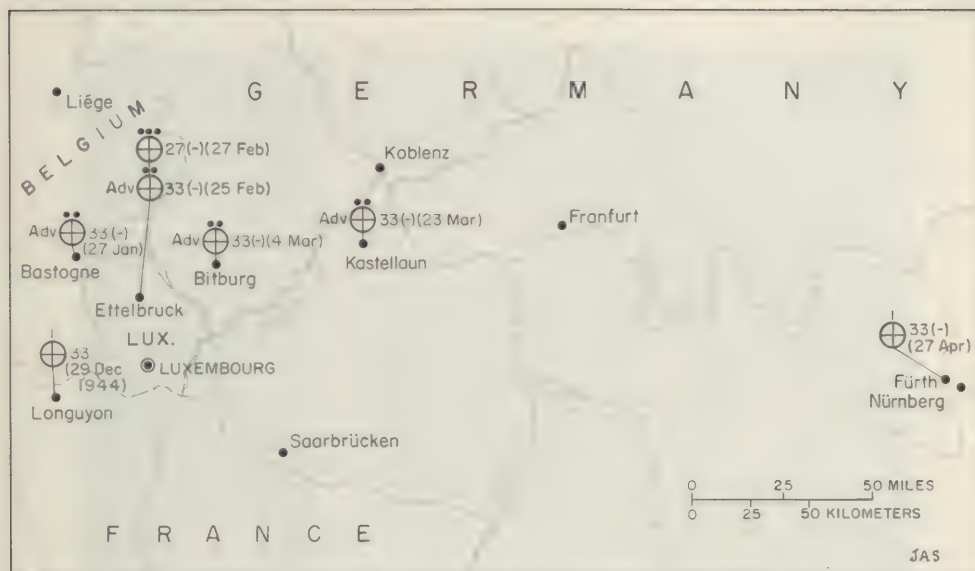 G E R M A N Y
Liége
BELGIUM
27(-)(27 Feb)
Koblenz
Adv 33(-)(25 Feb)
Adv 33(-)
(27 Jan)
Bastogne
Adv 33(-)(4 Mar)
Bitburg
Adv 33(-)(23 Mar)
Kastellaun
Franfurt
Ettelbruck
LUX.
LUXEMBOURG
33
(29 Dec
1944)
Longuyon
33(-)
(27 Apr)
Fürth
Nürnberg
Saarbrücken
0 25 50 MILES
0 25 50 KILOMETERS
F R A N C E
JAS